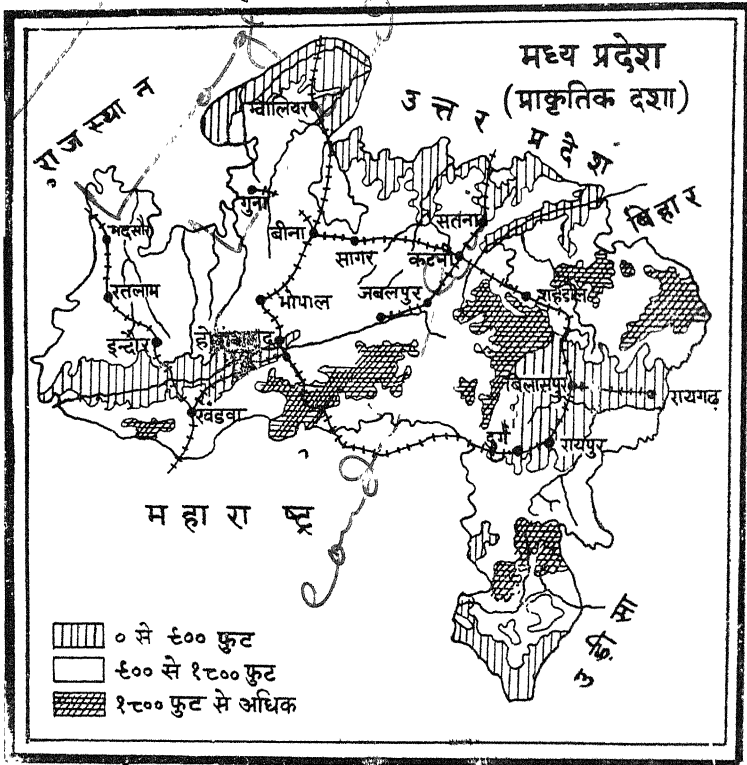 मध्य प्रदेश
(प्राकृतिक दशा)
राजस्थान
उत्तर प्रदेश
बिहार
ग्वालियर
गुना
बीना
सागर
सतना
कटनी
मदसौर
रतलाम
भोपाल
जबलपुर
शहडोल
इन्दौर
खंडवा
बिलासपुर
रायगढ़
दुर्ग
रायपुर
महाराष्ट्र
उड़ीसा
० से ९०० फुट
९०० से १८०० फुट
१८०० फुट से अधिक